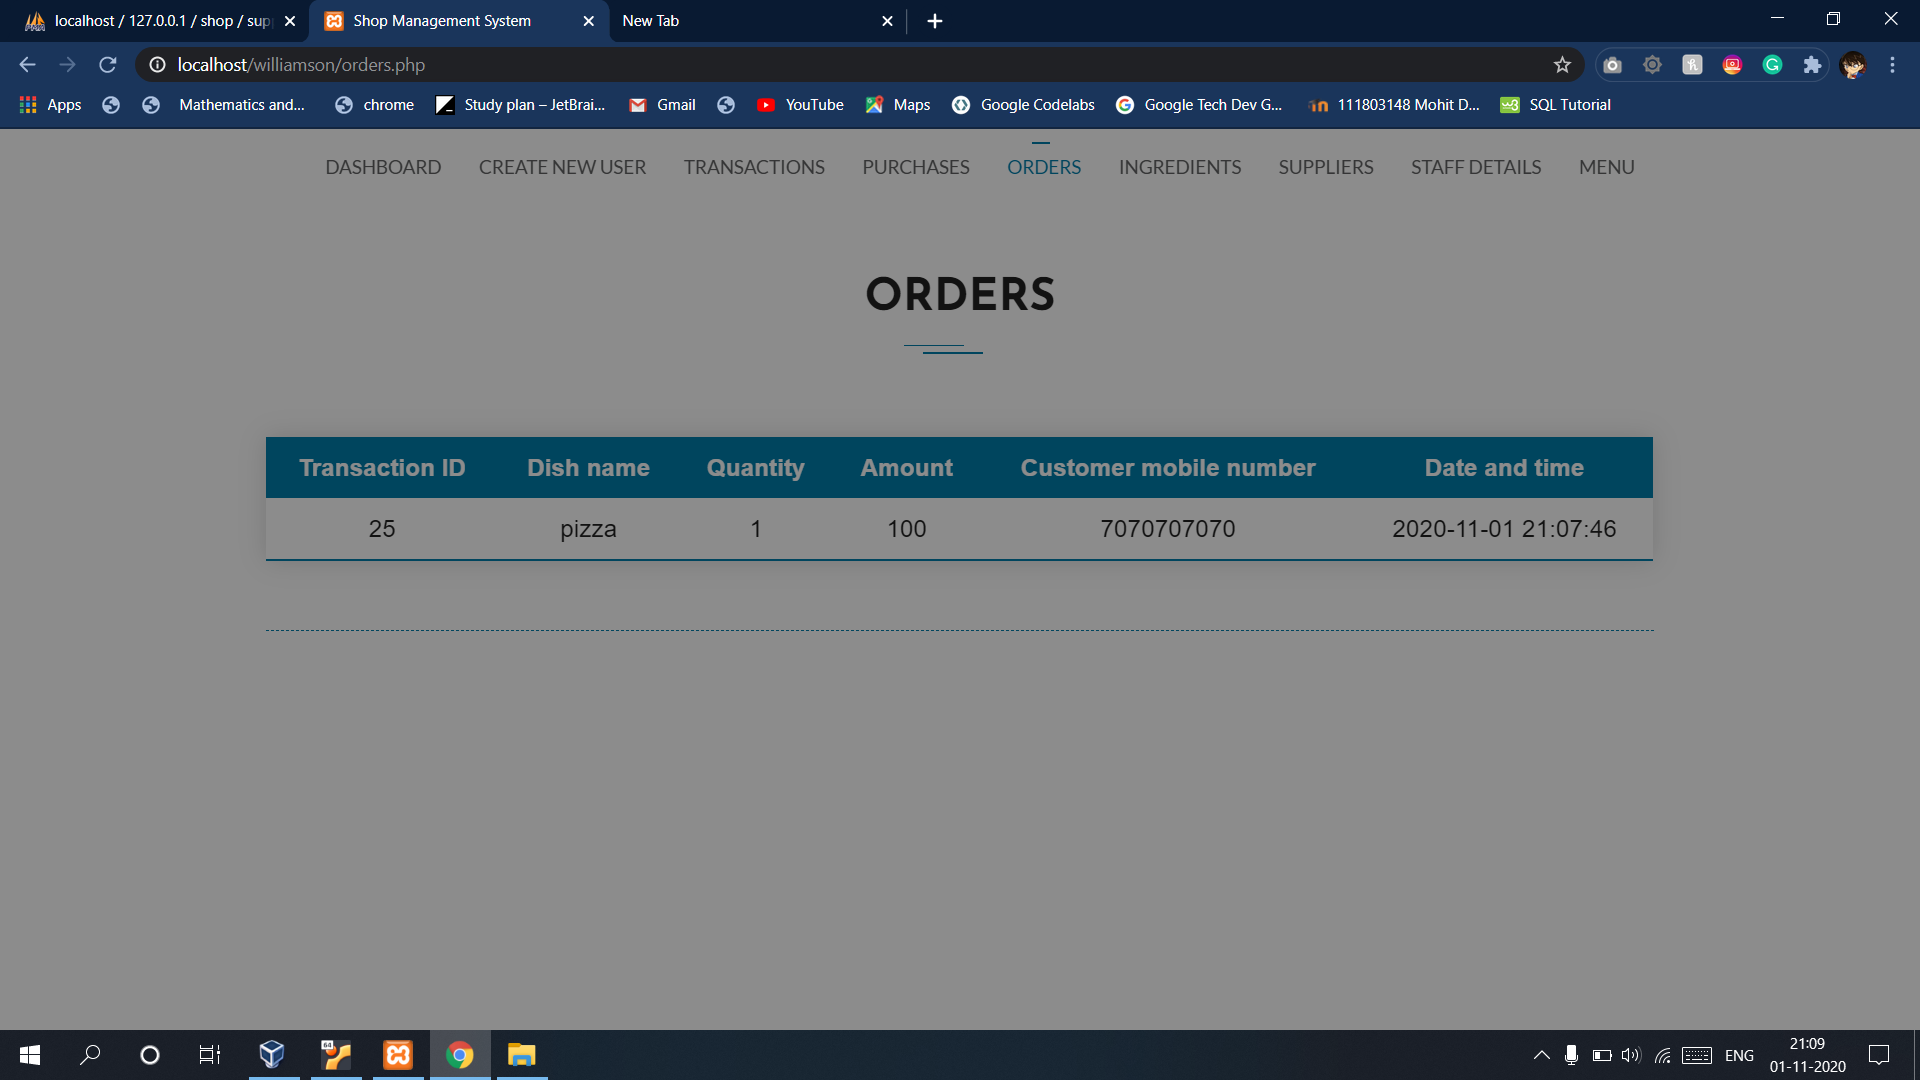 localhost / 127.0.0.1 / shop / sup
Shop Management System
New Tab
localhost/williamson/orders.php
Apps
Mathematics and...
chrome
Study plan – JetBrai...
Gmail
YouTube
Maps
Google Codelabs
Google Tech Dev G...
111803148 Mohit D...
SQL Tutorial
DASHBOARD CREATE NEW USER TRANSACTIONS PURCHASES ORDERS INGREDIENTS SUPPLIERS STAFF DETAILS MENU
ORDERS
Transaction ID Dish name Quantity Amount Customer mobile number Date and time
25 pizza 1 100 7070707070 2020-11-01 21:07:46
64
ENG
21:09
01-11-2020